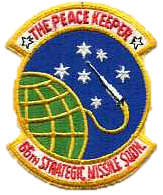 THE PEACE KEEPER
66th STRATEGIC MISSILE SQDN.